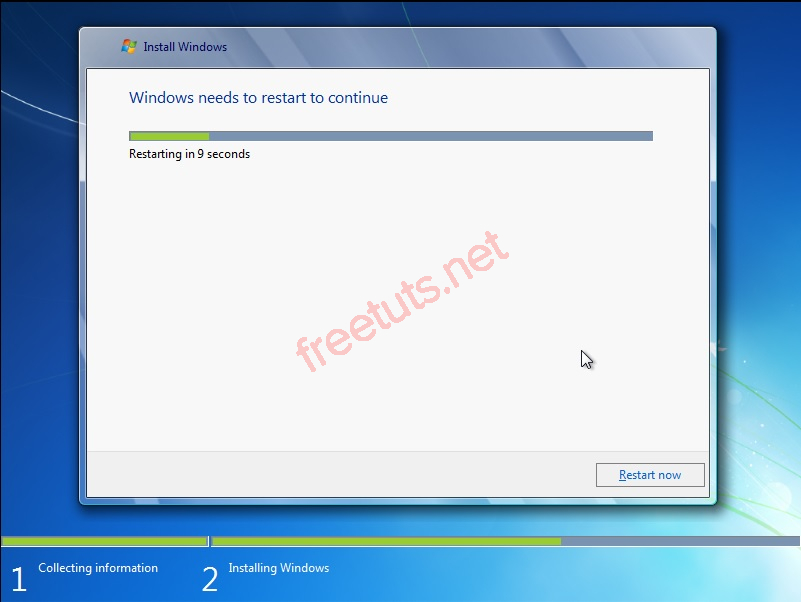 Install Windows
Windows needs to restart to continue
Restarting in 9 seconds
freetuts.net
Restart now
1 Collecting information
2 Installing Windows